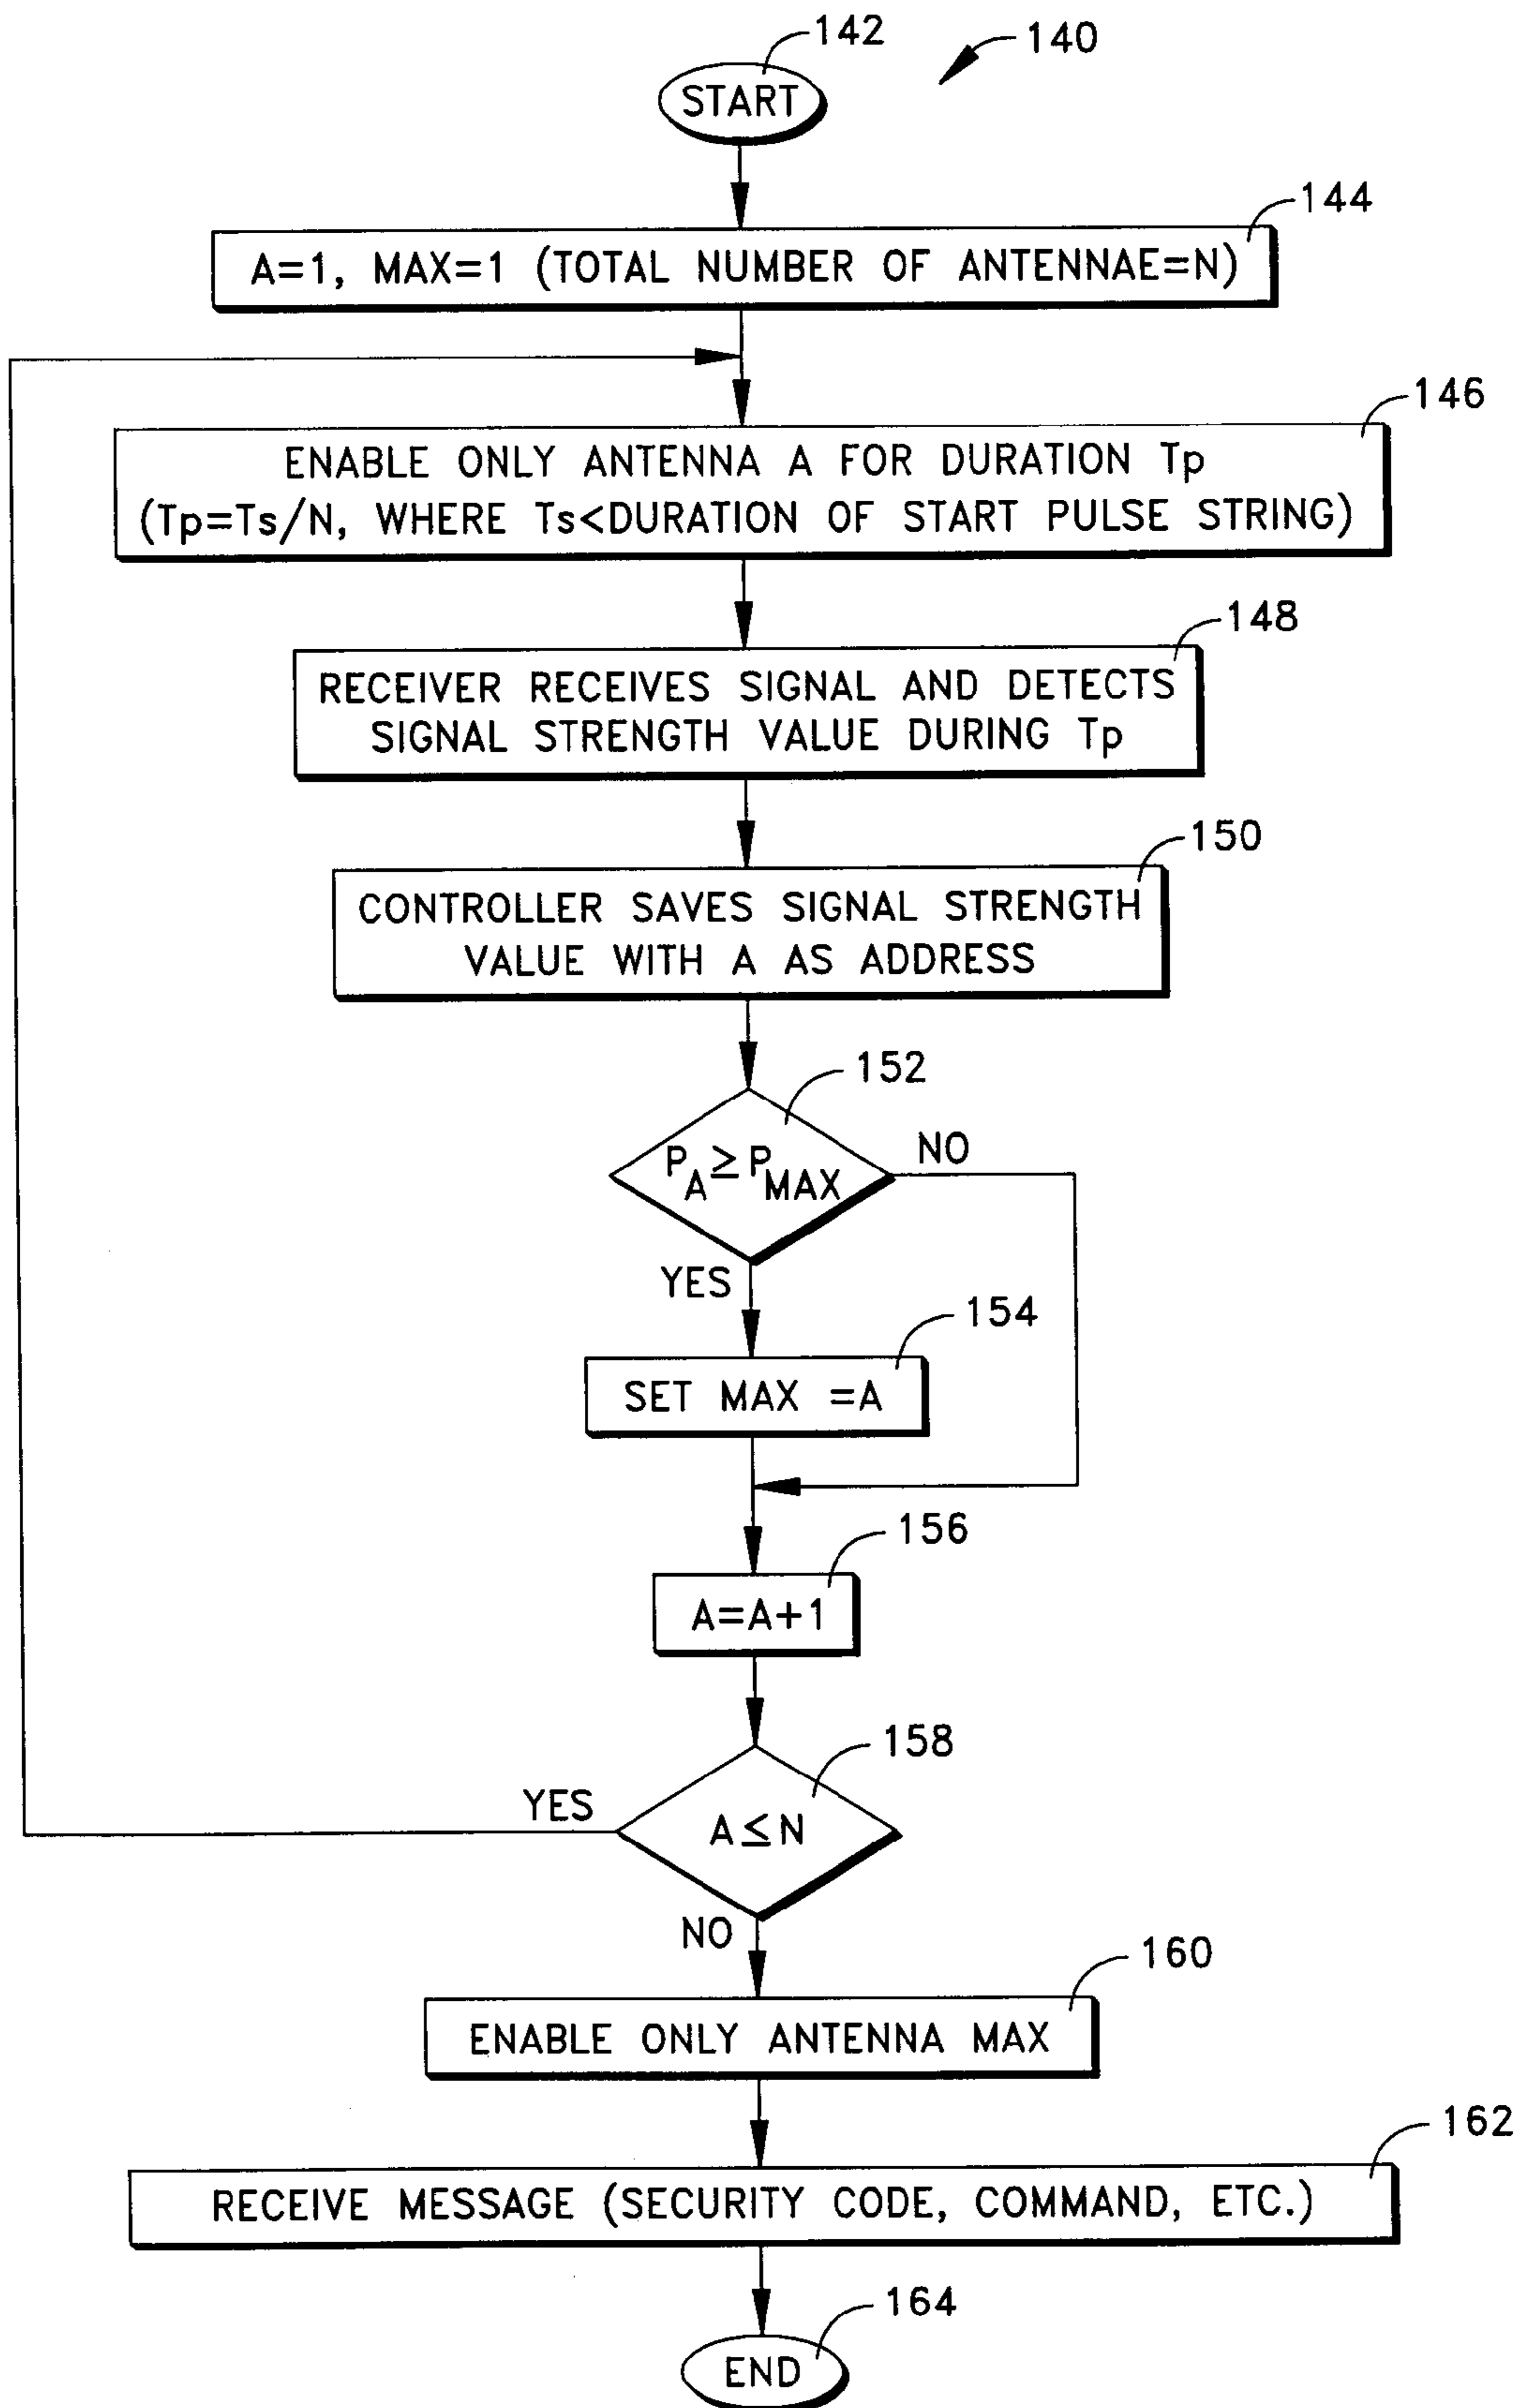 142
140
START
144
A=1, MAX=1 (TOTAL NUMBER OF ANTENNAE=N)
146
ENABLE ONLY ANTENNA A FOR DURATION Tp
(Tp=Ts/N, WHERE Ts<DURATION OF START PULSE STRING)
148
RECEIVER RECEIVES SIGNAL AND DETECTS
SIGNAL STRENGTH VALUE DURING Tp
150
CONTROLLER SAVES SIGNAL STRENGTH
VALUE WITH A AS ADDRESS
152
P_A ≥ P_MAX
NO
YES
154
SET MAX =A
156
A=A+1
158
YES
A≤N
NO
160
ENABLE ONLY ANTENNA MAX
162
RECEIVE MESSAGE (SECURITY CODE, COMMAND, ETC.)
164
END